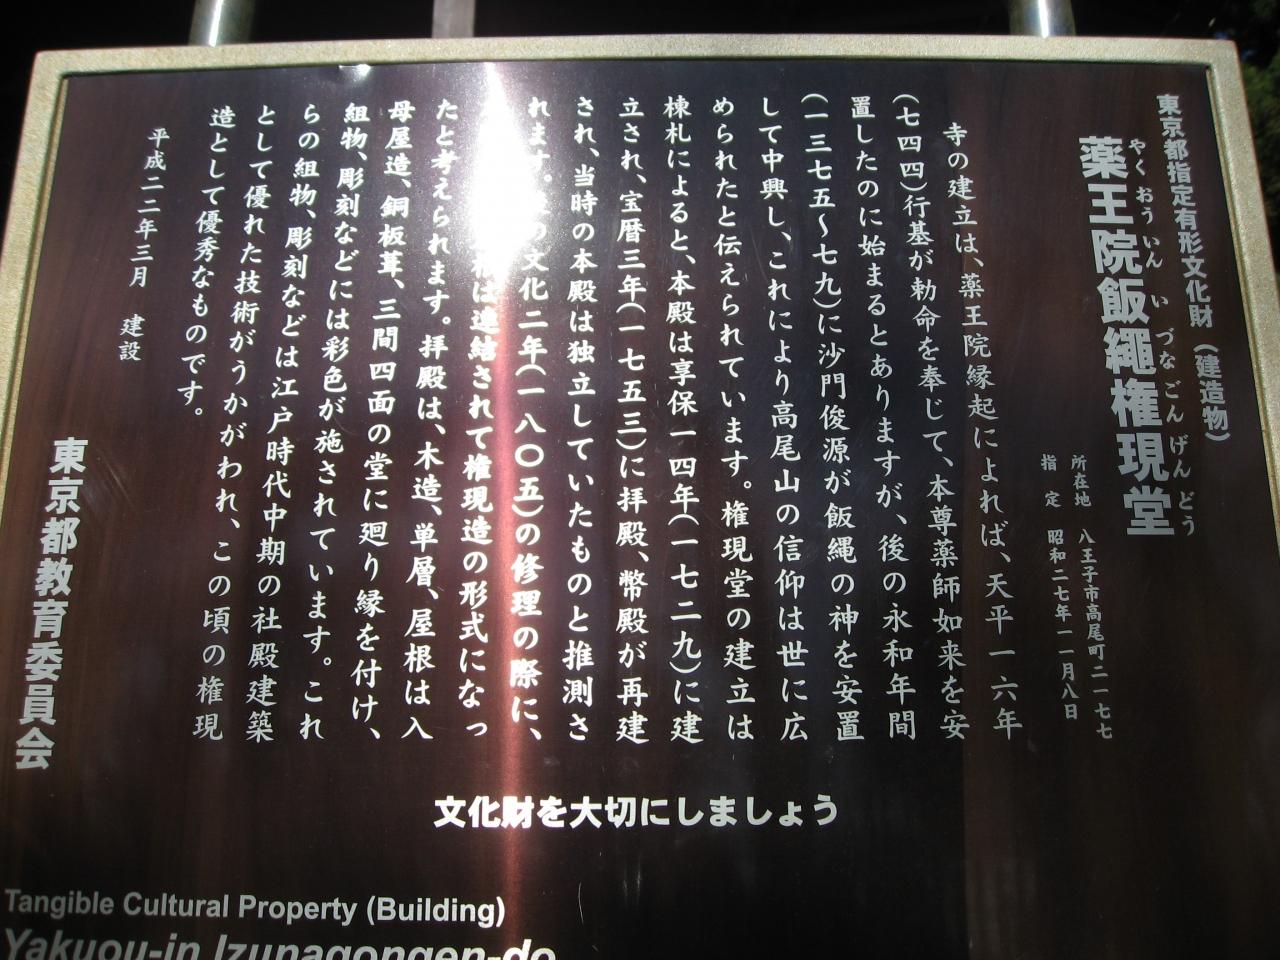 東京都指定有形文化財(建造物)
やくおういん いづなごんげんどう
薬王院飯縄権現堂
所在地 八王子市高尾町二一七七
指定 昭和二七年一一月八日
寺の建立は、薬王院縁起によれば、天平一六年
(七四四)行基が勅命を奉じて、本尊薬師如来を安
置したのに始まるとありますが、後の永和年間
(一三七五〜七九)に沙門俊源が飯縄の神を安置
して中興し、これにより高尾山の信仰は世に広
められたと伝えられています。権現堂の建立は
棟札によると、本殿は享保一四年(一七二九)に建
立され、宝暦三年(一七五三)に拝殿、幣殿が再建
され、当時の本殿は独立していたものと推測さ
れます。の文化二年(一八〇五)の修理の際に、
は連結されて権現造の形式になっ
たと考えられます。拝殿は、木造、単層、屋根は入
母屋造、銅板葺、三間四面の堂に廻り縁を付け、
組物、彫刻などには彩色が施されています。これ
らの組物、彫刻などは江戸時代中期の社殿建築
として優れた技術がうかがわれ、この頃の権現
造として優秀なものです。
平成二二年三月 建設
東京都教育委員会
文化財を大切にしましょう
Tangible Cultural Property (Building)
Yakuou-in Izunagongen-do